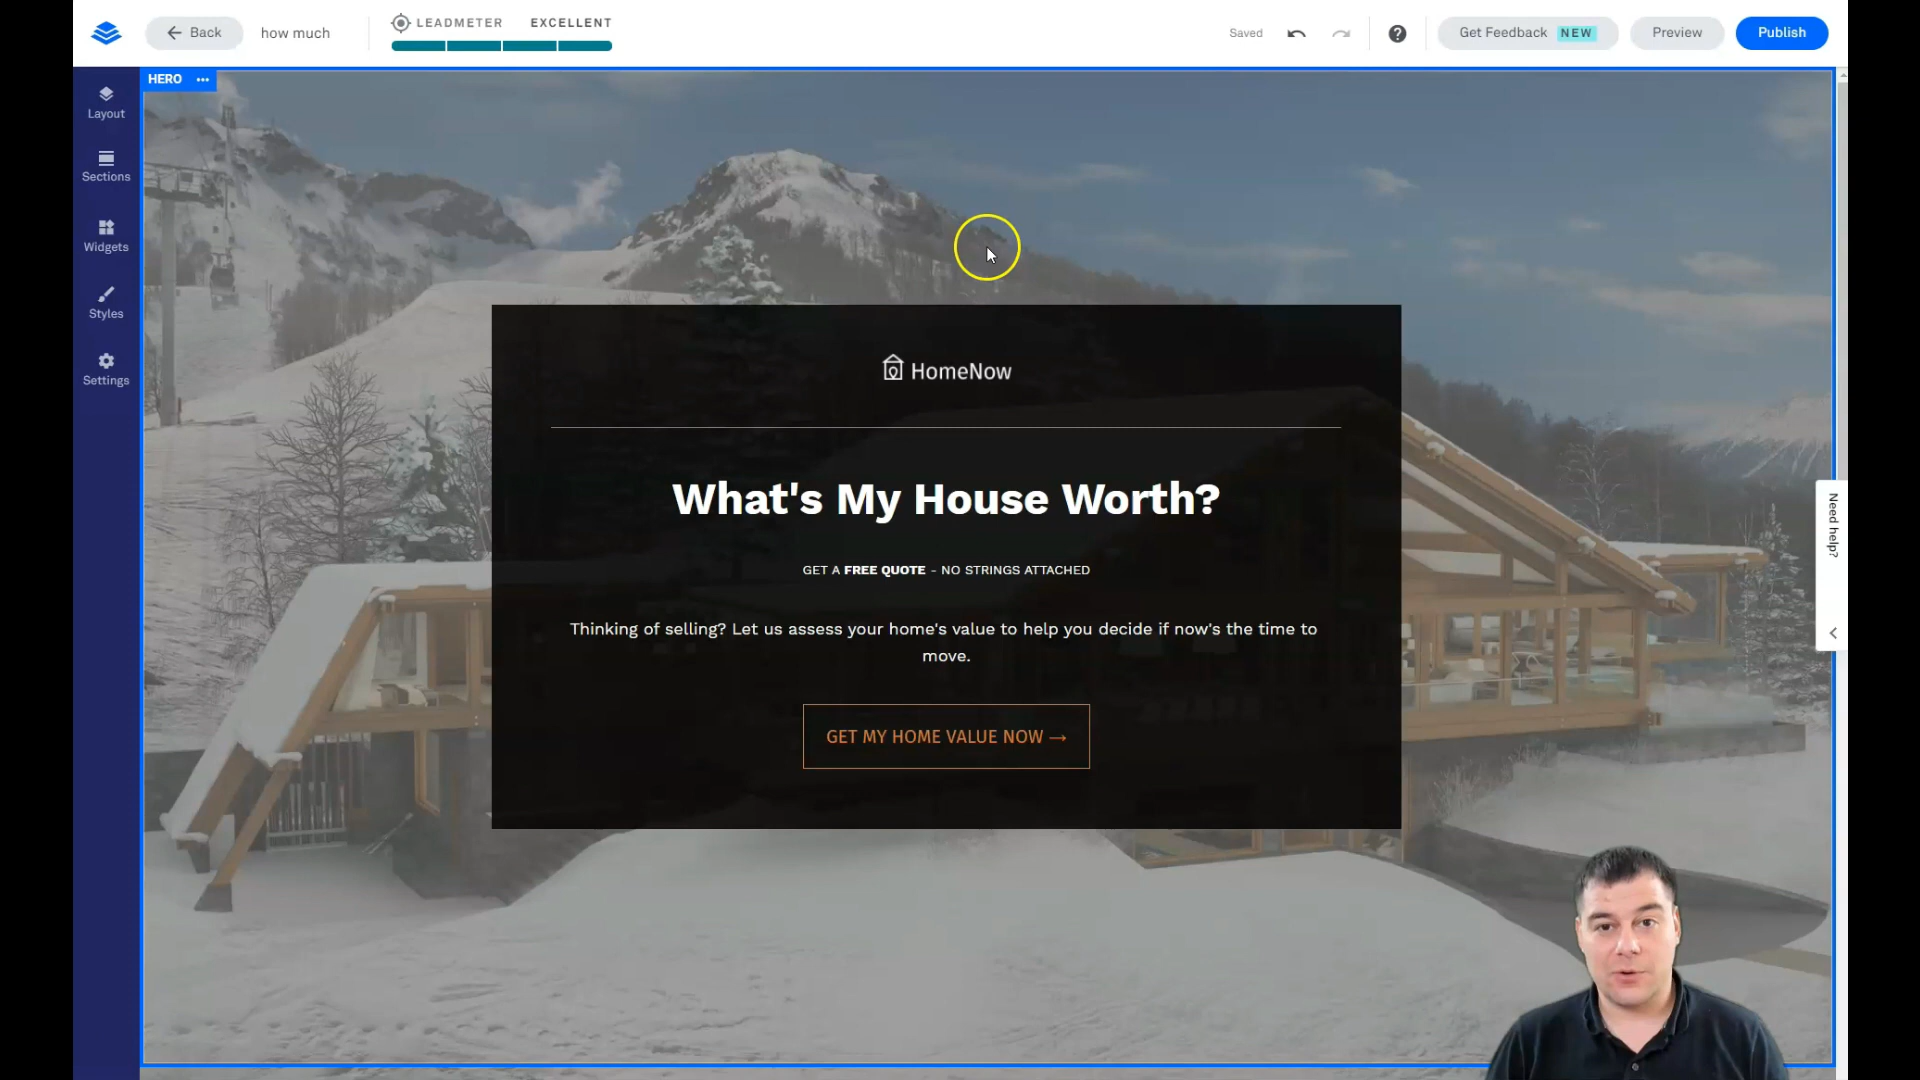 Back
how much
LEADMETER EXCELLENT
Saved
Get Feedback NEW
Preview
Publish
HERO
Layout
Sections
Widgets
Styles
Settings
HomeNow
What's My House Worth?
GET A FREE QUOTE - NO STRINGS ATTACHED
Thinking of selling? Let us assess your home's value to help you decide if now's the time to
move.
GET MY HOME VALUE NOW →
Need help?